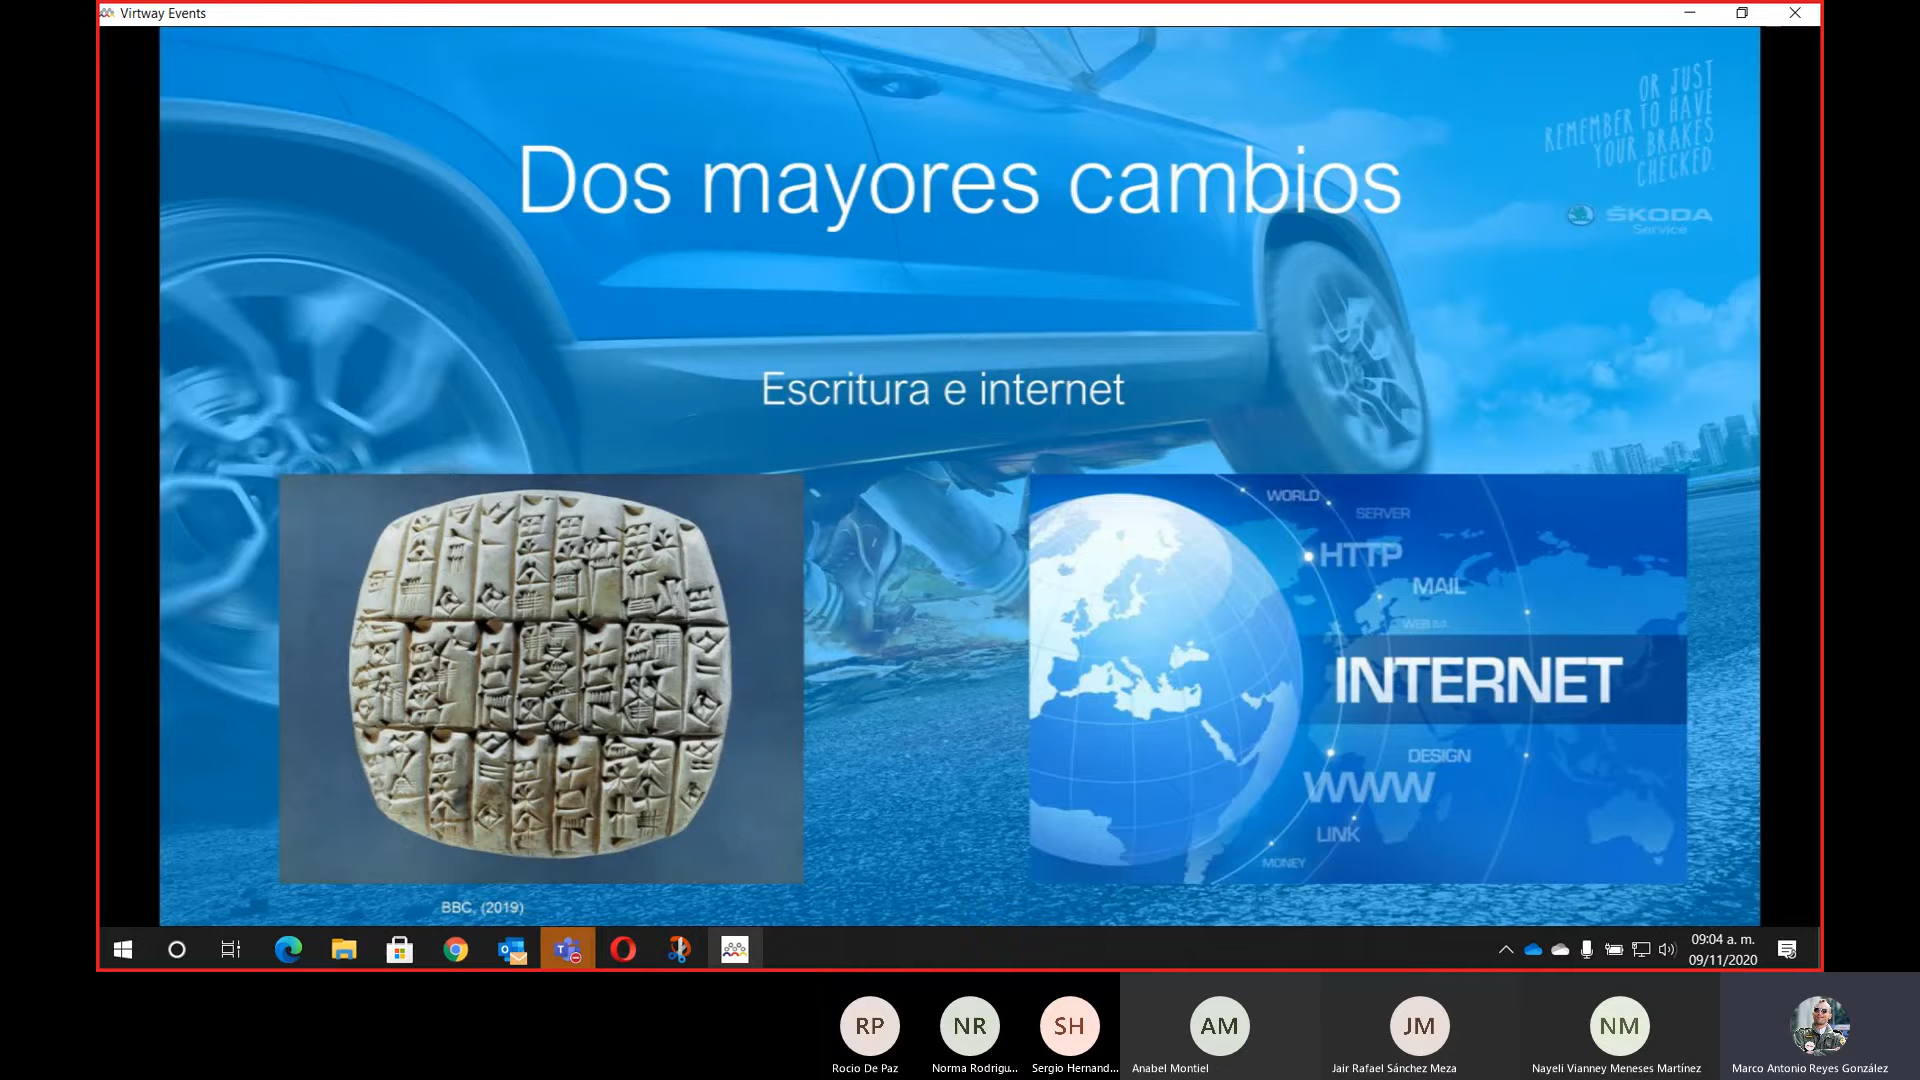 Virtway Events
OR JUST
REMEMBER TO HAVE
YOUR BRAKES
CHECKED.
ŠKODA
Service
Dos mayores cambios
Escritura e internet
WORLD
SERVER
HTTP
MAIL
INTERNET
DESIGN
WWW
LINK
MONEY
BBC, (2019)
09:04 a. m.
09/11/2020
RP
NR
SH
AM
JM
NM
Rocio De Paz
Norma Rodrigu...
Sergio Hernand...
Anabel Montiel
Jair Rafael Sánchez Meza
Nayeli Vianney Meneses Martínez
Marco Antonio Reyes González